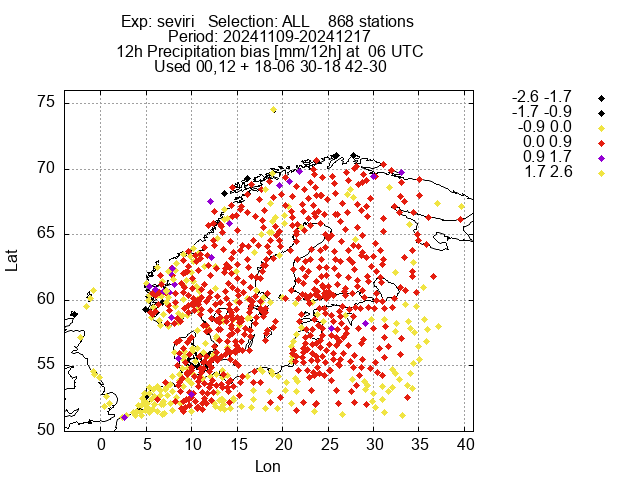 Exp: seviri   Selection: ALL    868 stations
Period: 20241109-20241217
12h Precipitation bias [mm/12h] at  06 UTC
Used 00,12 + 18-06 30-18 42-30
-2.6 -1.7
-1.7 -0.9
-0.9 0.0
0.0 0.9
0.9 1.7
1.7 2.6
75
70
65
60
55
50
Lat
0 5 10 15 20 25 30 35 40
Lon